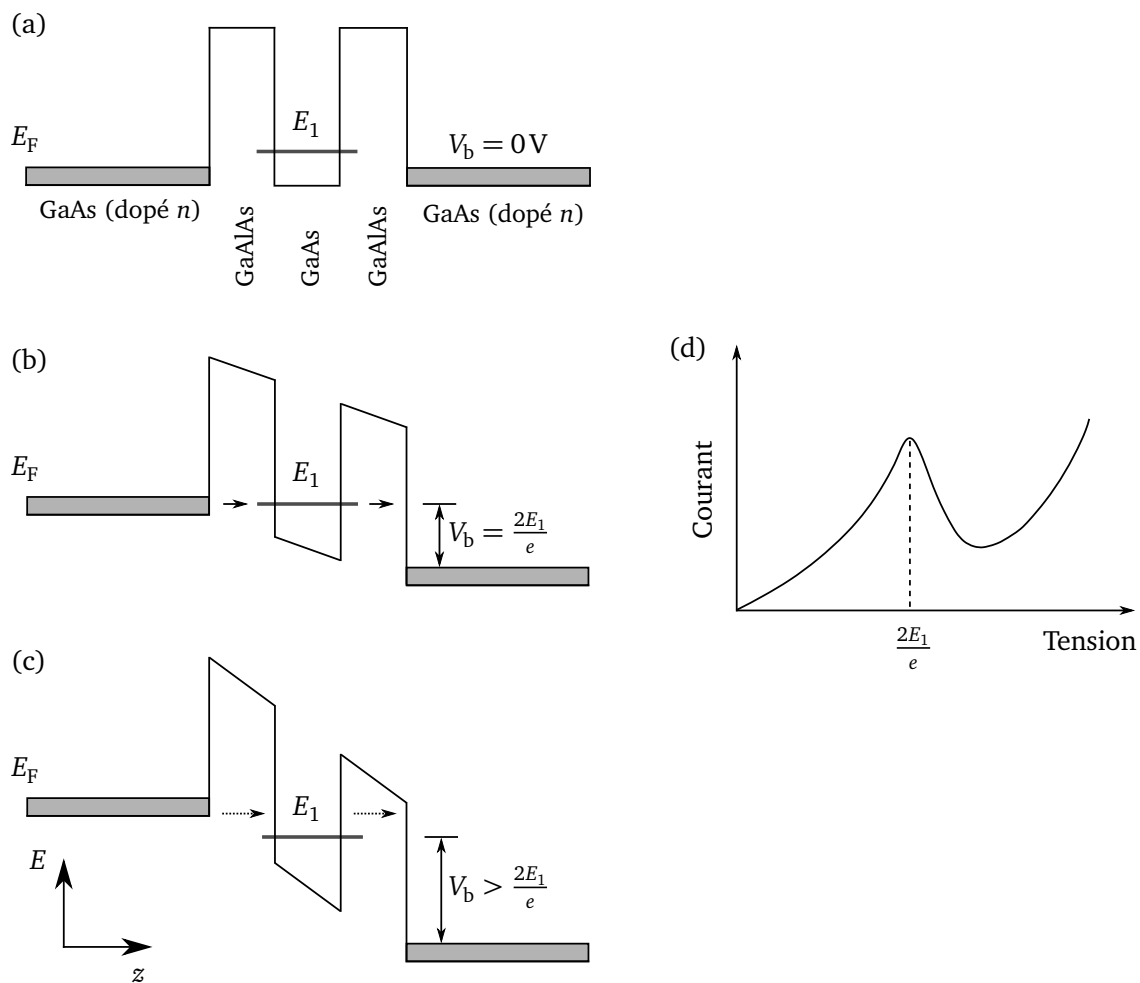 (a)
E_F
E_1
V_b = 0 V
GaAs (dopé n)
GaAlAs
GaAs
GaAlAs
GaAs (dopé n)
(b)
E_F
E_1
V_b = 2E_1/e
(c)
E_F
E_1
V_b > 2E_1/e
E
z
(d)
Courant
2E_1/e
Tension